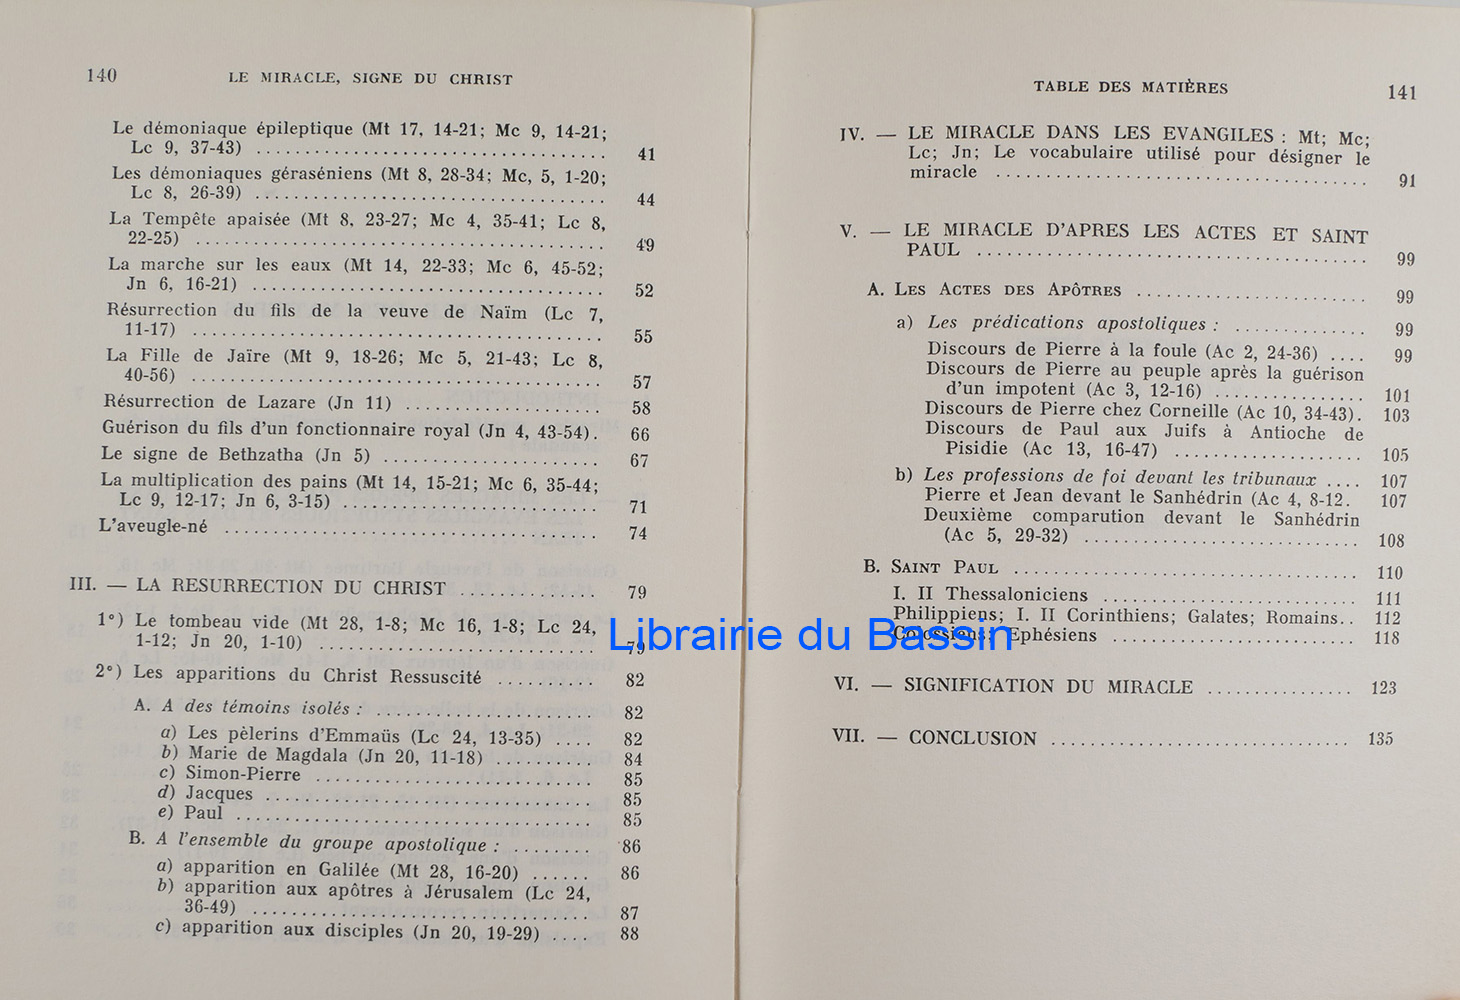 140
LE MIRACLE, SIGNE DU CHRIST
Le démoniaque épileptique (Mt 17, 14-21; Mc 9, 14-21;
Lc 9, 37-43) .................................... 41
Les démoniaques géraséniens (Mt 8, 28-34; Mc, 5, 1-20;
Lc 8, 26-39) .................................... 44
La Tempête apaisée (Mt 8, 23-27; Mc 4, 35-41; Lc 8,
22-25) .......................................... 49
La marche sur les eaux (Mt 14, 22-33; Mc 6, 45-52;
Jn 6, 16-21) .................................... 52
Résurrection du fils de la veuve de Naïm (Lc 7,
11-17) .......................................... 55
La Fille de Jaïre (Mt 9, 18-26; Mc 5, 21-43; Lc 8,
40-56) .......................................... 57
Résurrection de Lazare (Jn 11) .................... 58
Guérison du fils d'un fonctionnaire royal (Jn 4, 43-54). 66
Le signe de Bethzatha (Jn 5) ...................... 67
La multiplication des pains (Mt 14, 15-21; Mc 6, 35-44;
Lc 9, 12-17; Jn 6, 3-15) .......................... 71
L'aveugle-né ...................................... 74
III. — LA RESURRECTION DU CHRIST .............. 79
1°) Le tombeau vide (Mt 28, 1-8; Mc 16, 1-8; Lc 24,
1-12; Jn 20, 1-10) .............................. 79
2°) Les apparitions du Christ Ressuscité .......... 82
A. A des témoins isolés : ...................... 82
a) Les pèlerins d'Emmaüs (Lc 24, 13-35) .... 82
b) Marie de Magdala (Jn 20, 11-18) .......... 84
c) Simon-Pierre ............................ 85
d) Jacques ................................. 85
e) Paul .................................... 85
B. A l'ensemble du groupe apostolique : ........ 86
a) apparition en Galilée (Mt 28, 16-20) ...... 86
b) apparition aux apôtres à Jérusalem (Lc 24,
36-49) .................................. 87
c) apparition aux disciples (Jn 20, 19-29) .... 88
TABLE DES MATIÈRES
141
IV. — LE MIRACLE DANS LES EVANGILES : Mt; Mc;
Lc; Jn; Le vocabulaire utilisé pour désigner le
miracle ...................................... 91
V. — LE MIRACLE D'APRES LES ACTES ET SAINT
PAUL ........................................ 99
A. LES ACTES DES APÔTRES ........................ 99
a) Les prédications apostoliques : .............. 99
Discours de Pierre à la foule (Ac 2, 24-36) .... 99
Discours de Pierre au peuple après la guérison
d'un impotent (Ac 3, 12-16) ................ 101
Discours de Pierre chez Corneille (Ac 10, 34-43). 103
Discours de Paul aux Juifs à Antioche de
Pisidie (Ac 13, 16-47) .................... 105
b) Les professions de foi devant les tribunaux .... 107
Pierre et Jean devant le Sanhédrin (Ac 4, 8-12. 107
Deuxième comparution devant le Sanhédrin
(Ac 5, 29-32) ............................. 108
B. SAINT PAUL .................................... 110
I. II Thessaloniciens .......................... 111
Philippiens; I. II Corinthiens; Galates; Romains.. 112
Colossiens; Ephésiens .......................... 118
VI. — SIGNIFICATION DU MIRACLE ............... 123
VII. — CONCLUSION ................................ 135
Librairie du Bassin